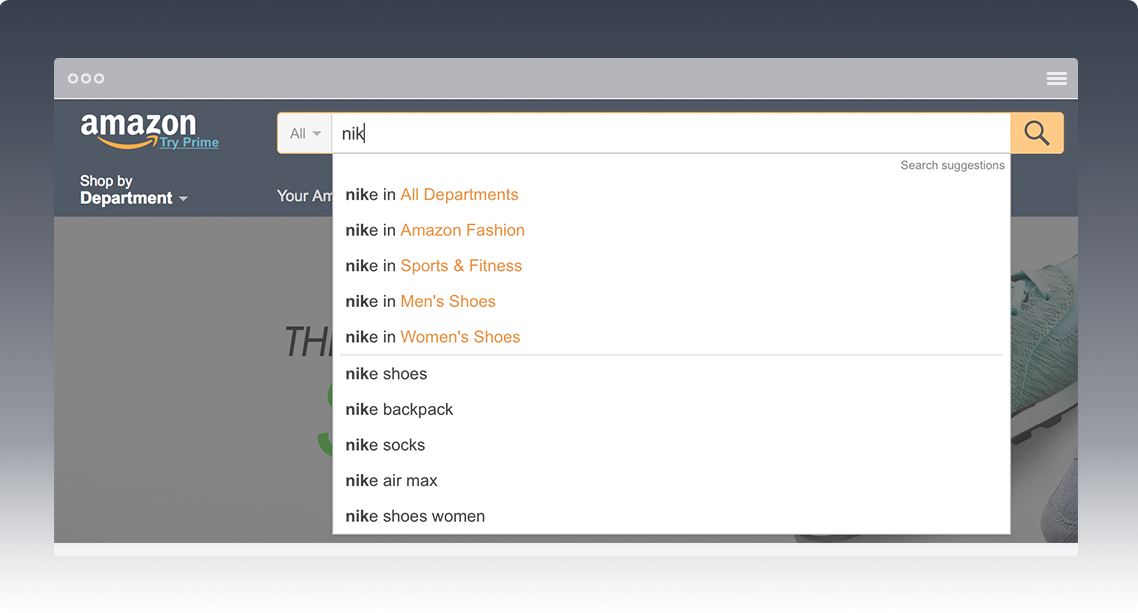 amazon
Try Prime
All
nik
Search suggestions
Shop by
Department
Your Am
nike in All Departments
nike in Amazon Fashion
nike in Sports & Fitness
nike in Men's Shoes
nike in Women's Shoes
nike shoes
nike backpack
nike socks
nike air max
nike shoes women